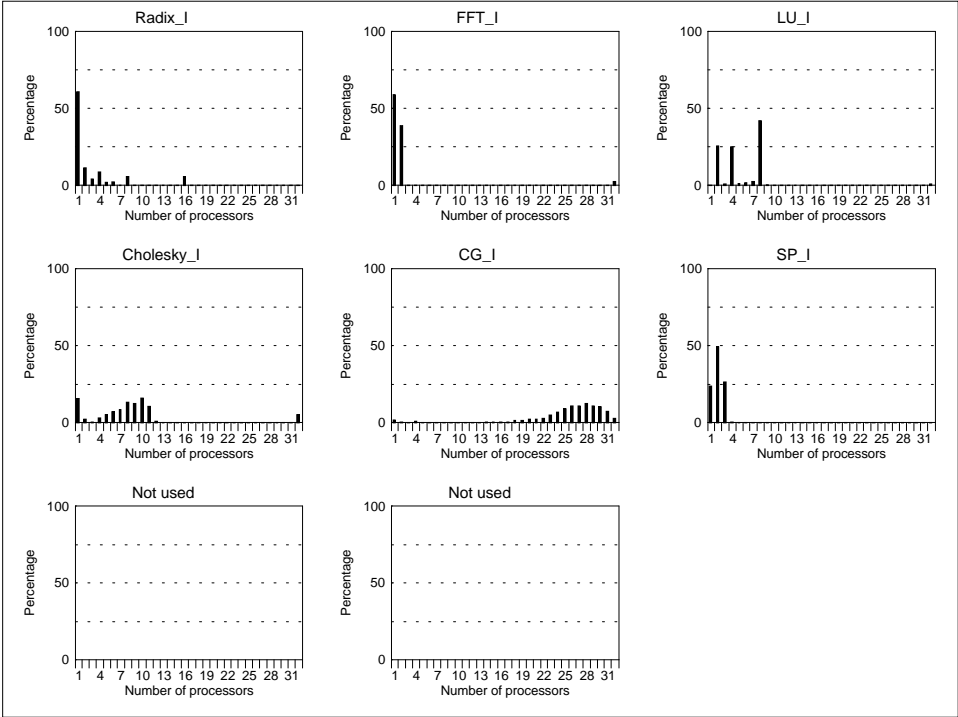 Radix_I
100
50
0
Percentage
1 4 7 10 13 16 19 22 25 28 31
Number of processors
FFT_I
100
50
0
Percentage
1 4 7 10 13 16 19 22 25 28 31
Number of processors
LU_I
100
50
0
Percentage
1 4 7 10 13 16 19 22 25 28 31
Number of processors
Cholesky_I
100
50
0
Percentage
1 4 7 10 13 16 19 22 25 28 31
Number of processors
CG_I
100
50
0
Percentage
1 4 7 10 13 16 19 22 25 28 31
Number of processors
SP_I
100
50
0
Percentage
1 4 7 10 13 16 19 22 25 28 31
Number of processors
Not used
100
50
0
Percentage
1 4 7 10 13 16 19 22 25 28 31
Number of processors
Not used
100
50
0
Percentage
1 4 7 10 13 16 19 22 25 28 31
Number of processors